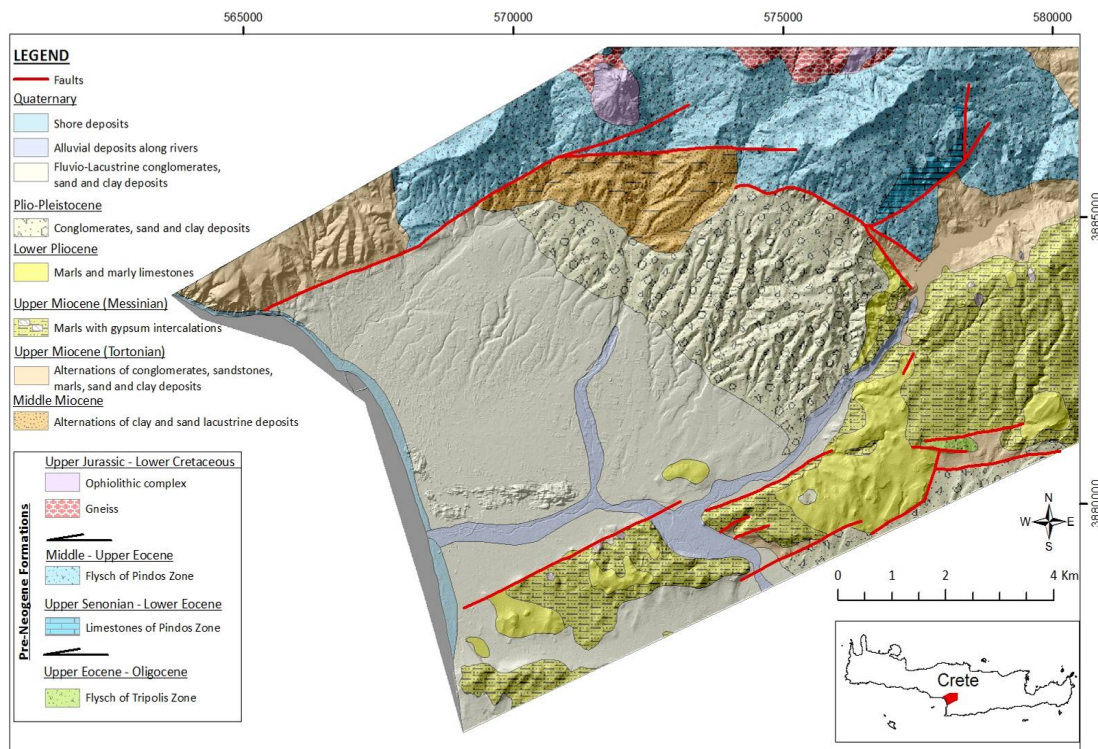 565000 570000 575000 580000
LEGEND
Faults
Quaternary
Shore deposits
Alluvial deposits along rivers
Fluvio-Lacustrine conglomerates,
sand and clay deposits
Plio-Pleistocene
Conglomerates, sand and clay deposits
Lower Pliocene
Marls and marly limestones
Upper Miocene (Messinian)
Marls with gypsum intercalations
Upper Miocene (Tortonian)
Alternations of conglomerates, sandstones,
marls, sand and clay deposits
Middle Miocene
Alternations of clay and sand lacustrine deposits
Pre-Neogene Formations
Upper Jurassic - Lower Cretaceous
Ophiolithic complex
Gneiss
Middle - Upper Eocene
Flysch of Pindos Zone
Upper Senonian - Lower Eocene
Limestones of Pindos Zone
Upper Eocene - Oligocene
Flysch of Tripolis Zone
3885000
3880000
N
W E
S
0 2 4 Km
Crete